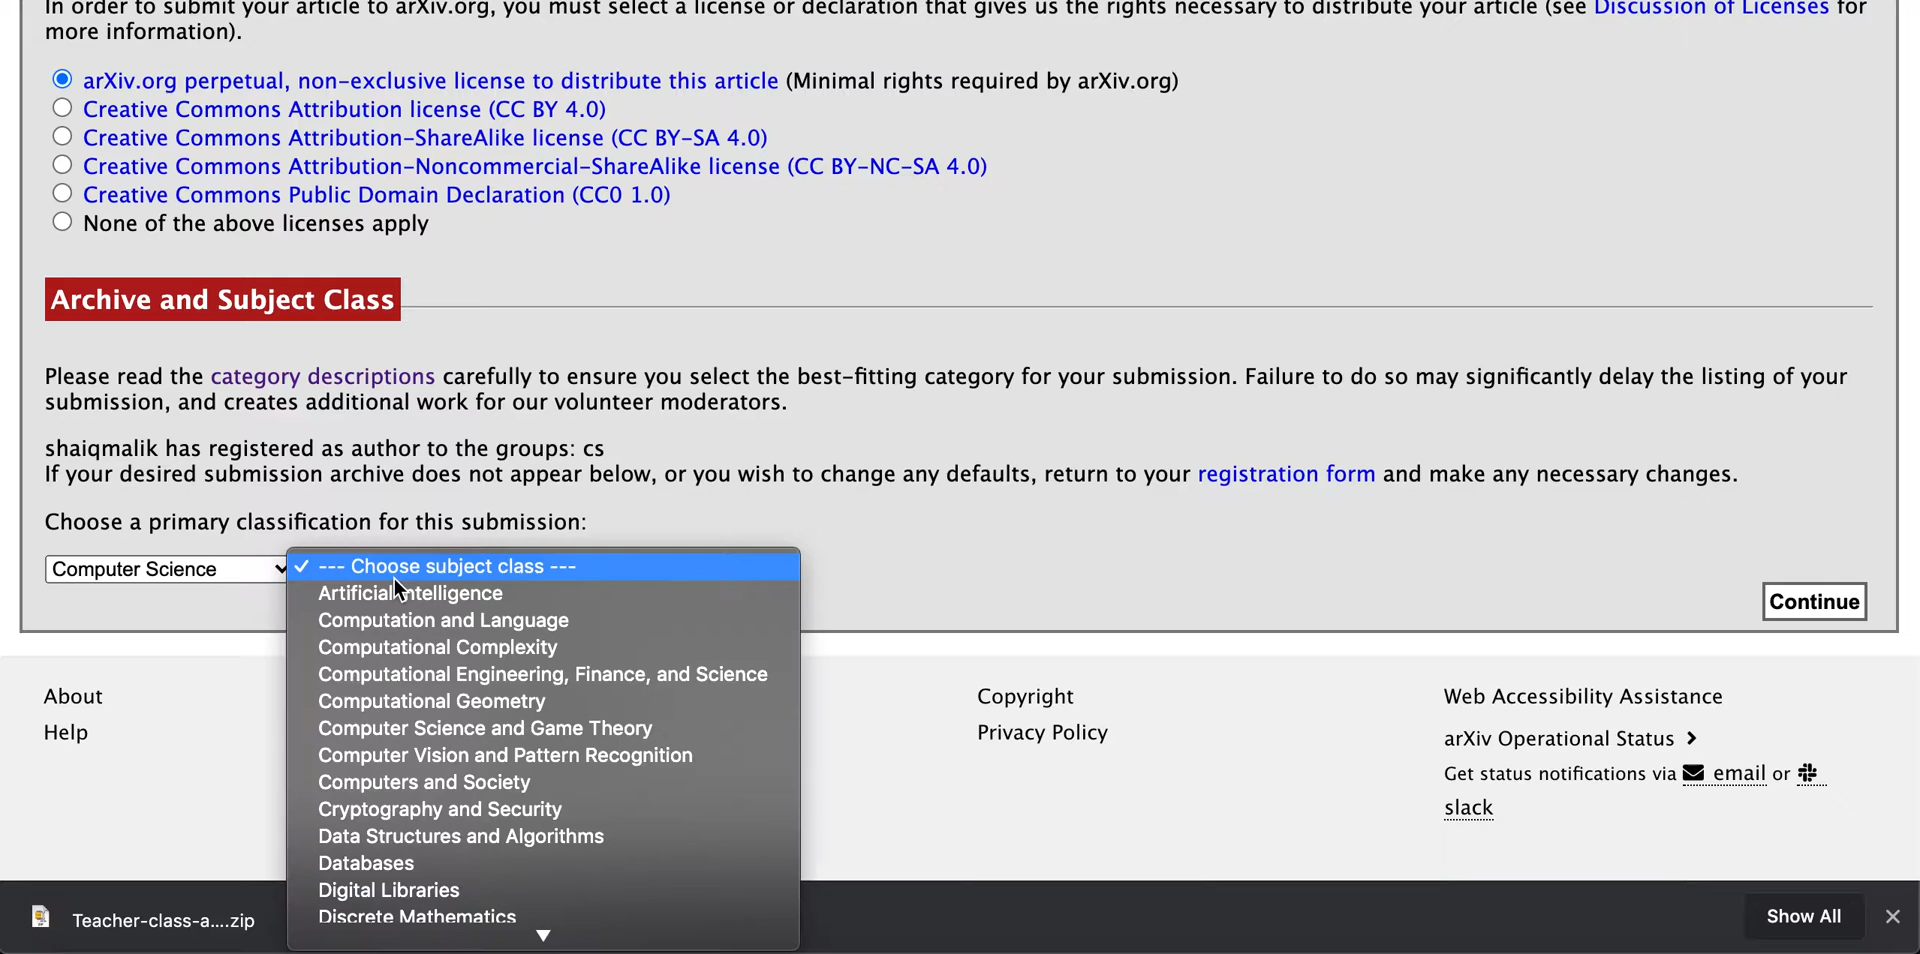 In order to submit your article to arXiv.org, you must select a license or declaration that gives us the rights necessary to distribute your article (see Discussion of Licenses for
more information).
arXiv.org perpetual, non-exclusive license to distribute this article (Minimal rights required by arXiv.org)
Creative Commons Attribution license (CC BY 4.0)
Creative Commons Attribution-ShareAlike license (CC BY-SA 4.0)
Creative Commons Attribution-Noncommercial-ShareAlike license (CC BY-NC-SA 4.0)
Creative Commons Public Domain Declaration (CC0 1.0)
None of the above licenses apply
Archive and Subject Class
Please read the category descriptions carefully to ensure you select the best-fitting category for your submission. Failure to do so may significantly delay the listing of your
submission, and creates additional work for our volunteer moderators.
shaiqmalik has registered as author to the groups: cs
If your desired submission archive does not appear below, or you wish to change any defaults, return to your registration form and make any necessary changes.
Choose a primary classification for this submission:
Computer Science
--- Choose subject class ---
Artificial Intelligence
Computation and Language
Computational Complexity
Computational Engineering, Finance, and Science
Computational Geometry
Computer Science and Game Theory
Computer Vision and Pattern Recognition
Computers and Society
Cryptography and Security
Data Structures and Algorithms
Databases
Digital Libraries
Discrete Mathematics
Continue
About
Help
Copyright
Privacy Policy
Web Accessibility Assistance
arXiv Operational Status >
Get status notifications via email or
slack
Teacher-class-a....zip
Show All